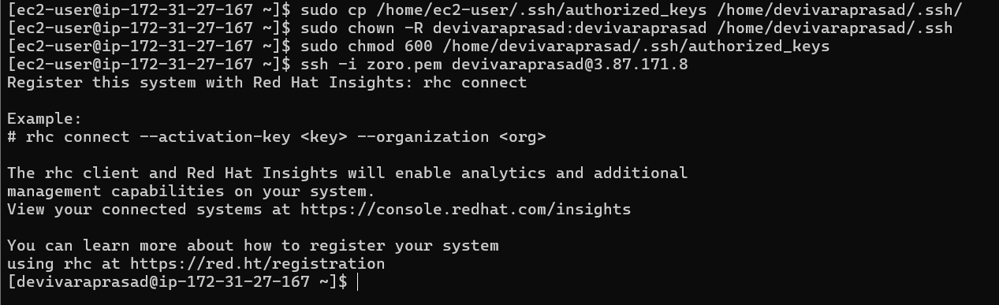 [ec2-user@ip-172-31-27-167 ~]$ sudo cp /home/ec2-user/.ssh/authorized_keys /home/devivaraprasad/.ssh/
[ec2-user@ip-172-31-27-167 ~]$ sudo chown -R devivaraprasad:devivaraprasad /home/devivaraprasad/.ssh
[ec2-user@ip-172-31-27-167 ~]$ sudo chmod 600 /home/devivaraprasad/.ssh/authorized_keys
[ec2-user@ip-172-31-27-167 ~]$ ssh -i zoro.pem devivaraprasad@3.87.171.8
Register this system with Red Hat Insights: rhc connect
Example:
# rhc connect --activation-key <key> --organization <org>
The rhc client and Red Hat Insights will enable analytics and additional
management capabilities on your system.
View your connected systems at https://console.redhat.com/insights
You can learn more about how to register your system
using rhc at https://red.ht/registration
[devivaraprasad@ip-172-31-27-167 ~]$